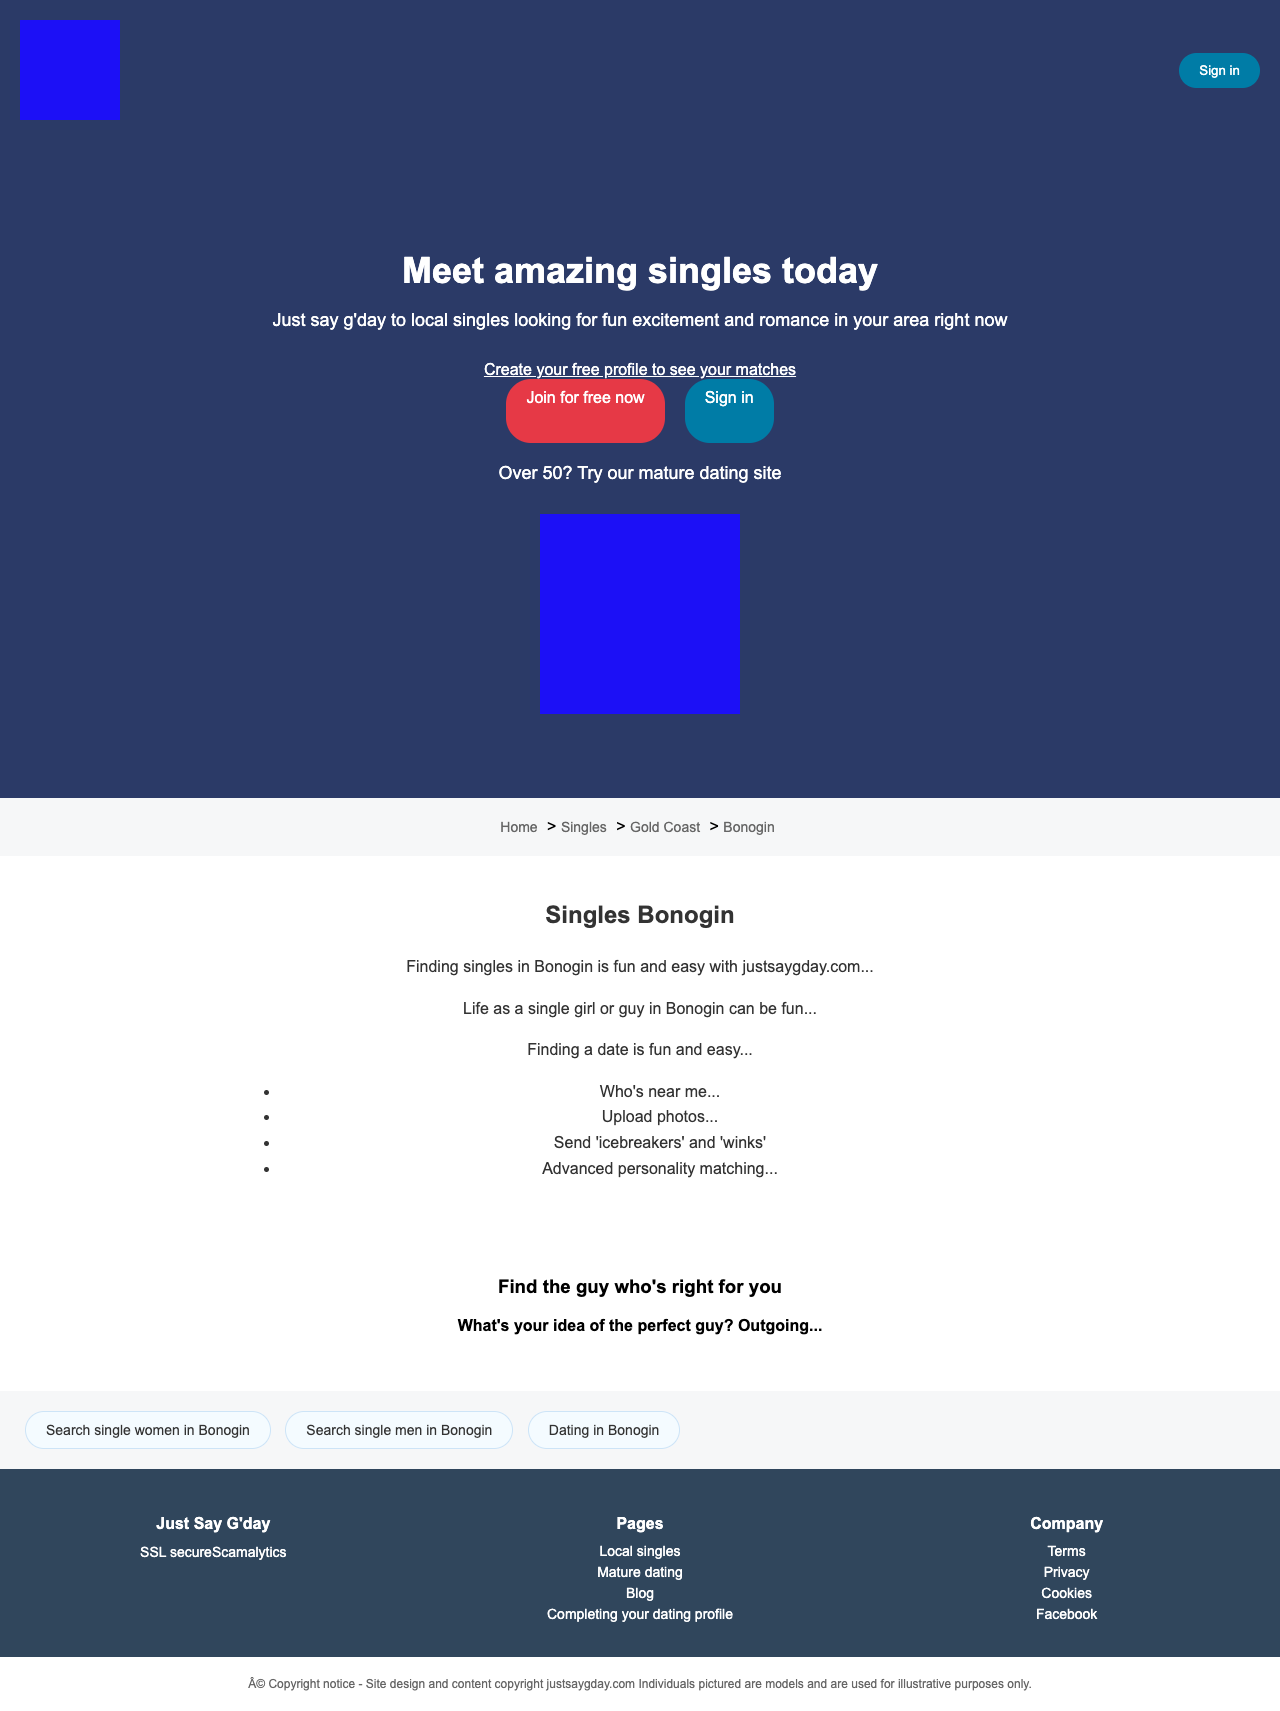 Sign in
Meet amazing singles today
Just say g'day to local singles looking for fun excitement and romance in your area right now
Create your free profile to see your matches
Join for free now
Sign in
Over 50? Try our mature dating site
Home > Singles > Gold Coast > Bonogin
Singles Bonogin
Finding singles in Bonogin is fun and easy with justsaygday.com...
Life as a single girl or guy in Bonogin can be fun...
Finding a date is fun and easy...
• Who's near me...
• Upload photos...
• Send 'icebreakers' and 'winks'
• Advanced personality matching...
Find the guy who's right for you
What's your idea of the perfect guy? Outgoing...
Search single women in Bonogin
Search single men in Bonogin
Dating in Bonogin
Just Say G'day
SSL secureScamalytics
Pages
Local singles
Mature dating
Blog
Completing your dating profile
Company
Terms
Privacy
Cookies
Facebook
Â© Copyright notice - Site design and content copyright justsaygday.com Individuals pictured are models and are used for illustrative purposes only.